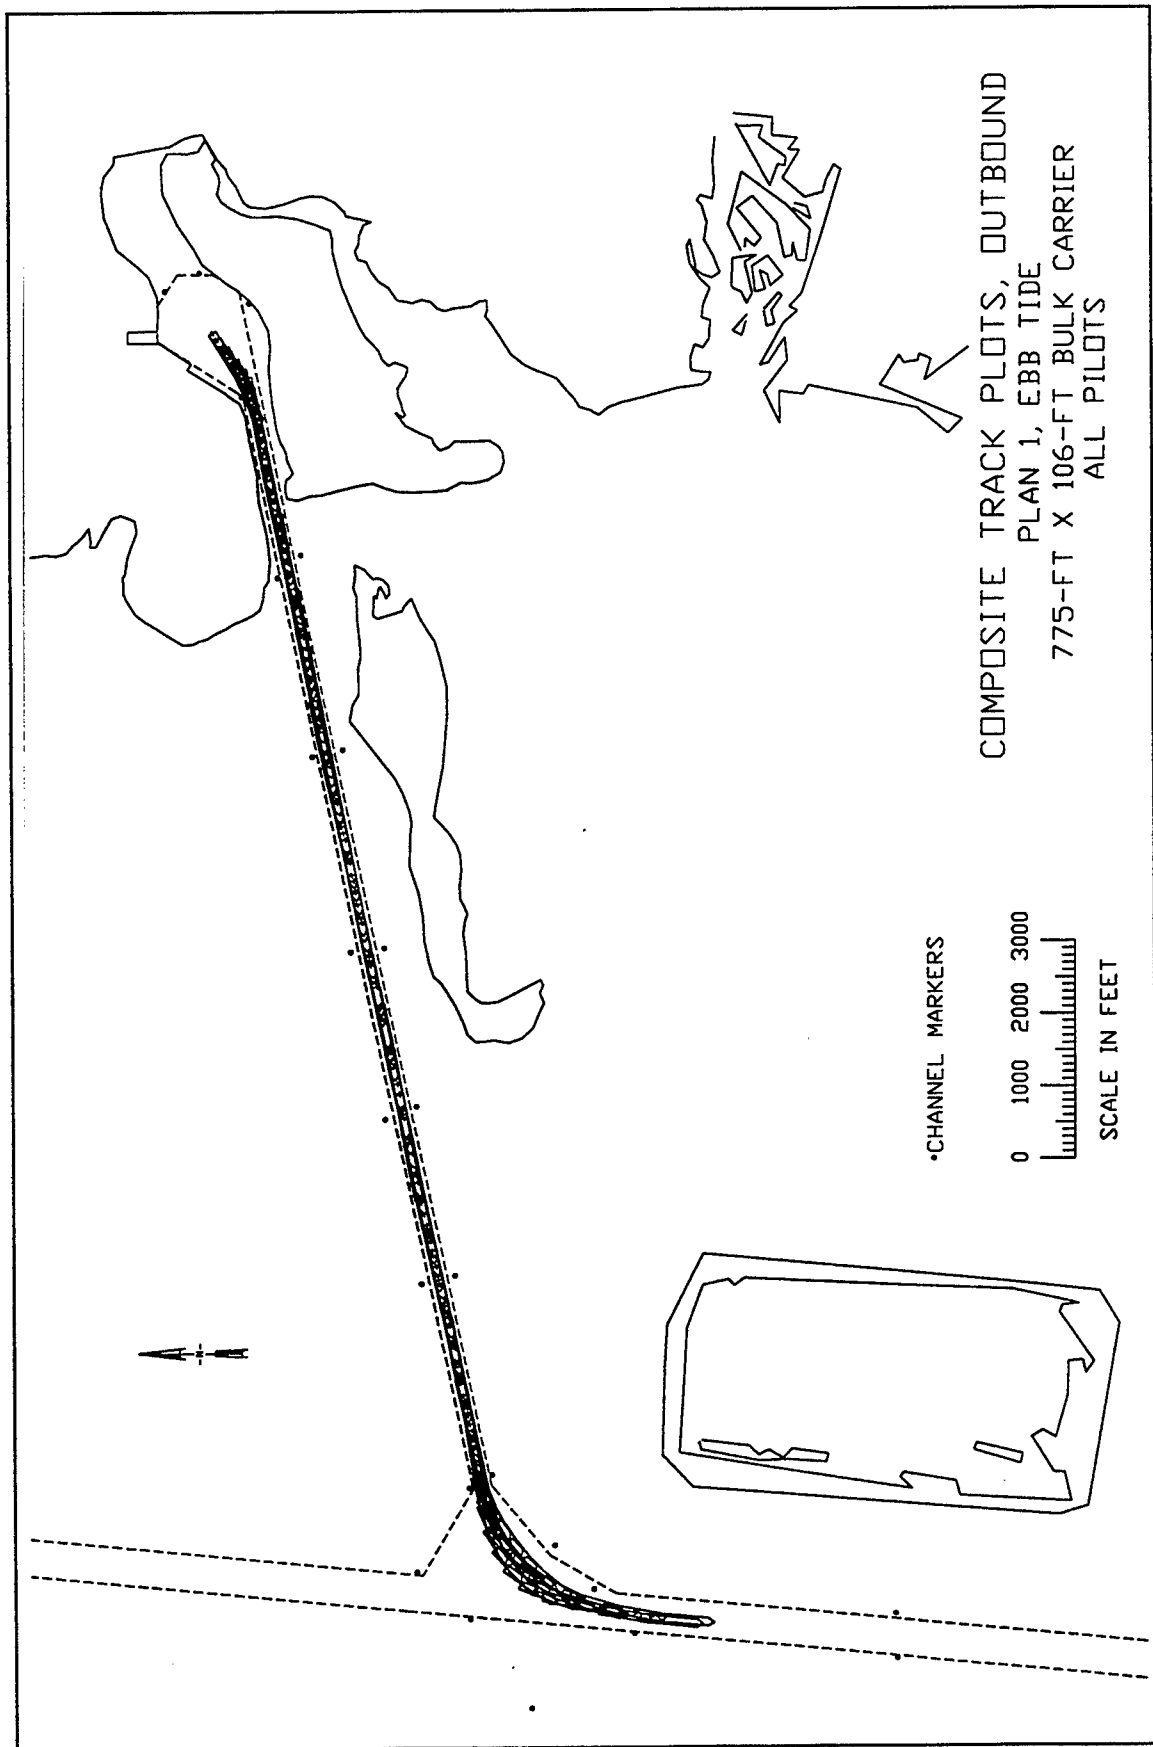 COMPOSITE TRACK PLOTS, OUTBOUND
PLAN 1, EBB TIDE
775-FT X 106-FT BULK CARRIER
ALL PILOTS
•CHANNEL MARKERS
0 1000 2000 3000
SCALE IN FEET
N